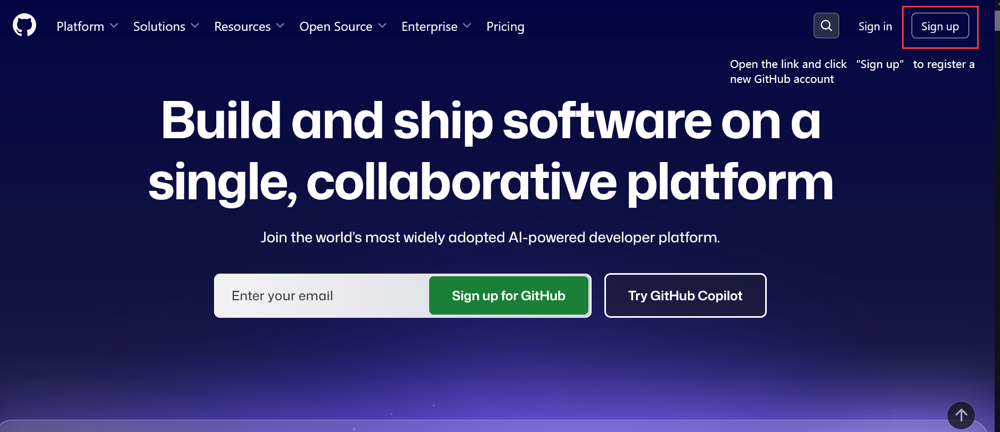 Platform Solutions Resources Open Source Enterprise Pricing Sign in Sign up
Open the link and click “Sign up” to register a
new GitHub account
Build and ship software on a
single, collaborative platform
Join the world’s most widely adopted AI-powered developer platform.
Enter your email Sign up for GitHub Try GitHub Copilot